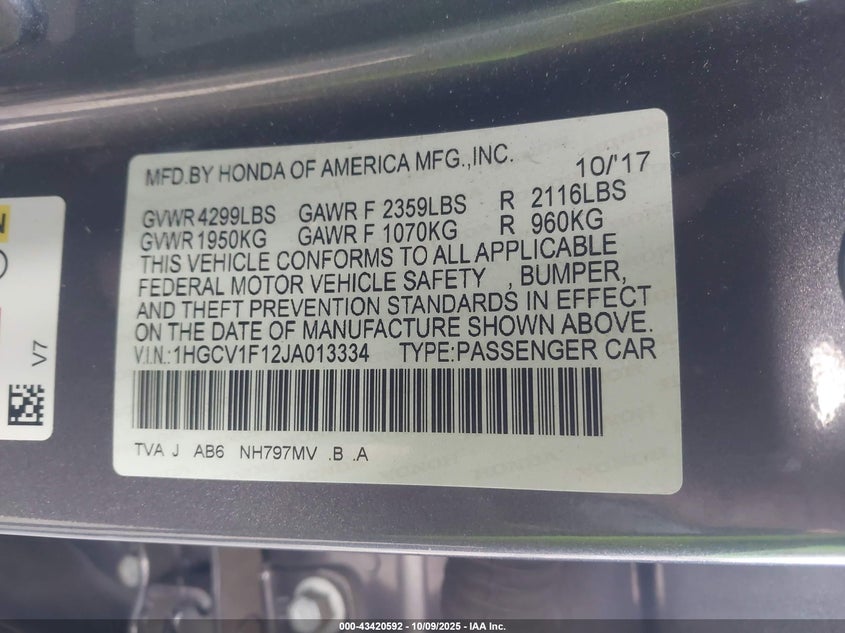 MFD.BY HONDA OF AMERICA MFG.,INC. 10/'17
GVWR 4299LBS GAWR F 2359LBS R 2116LBS
GVWR 1950KG GAWR F 1070KG R 960KG
THIS VEHICLE CONFORMS TO ALL APPLICABLE
FEDERAL MOTOR VEHICLE SAFETY , BUMPER,
AND THEFT PREVENTION STANDARDS IN EFFECT
ON THE DATE OF MANUFACTURE SHOWN ABOVE.
V.I.N.:1HGCV1F12JA013334 TYPE:PASSENGER CAR
TVA J AB6 NH797MV .B .A
V7
000-43420592 - 10/09/2025 - IAA Inc.